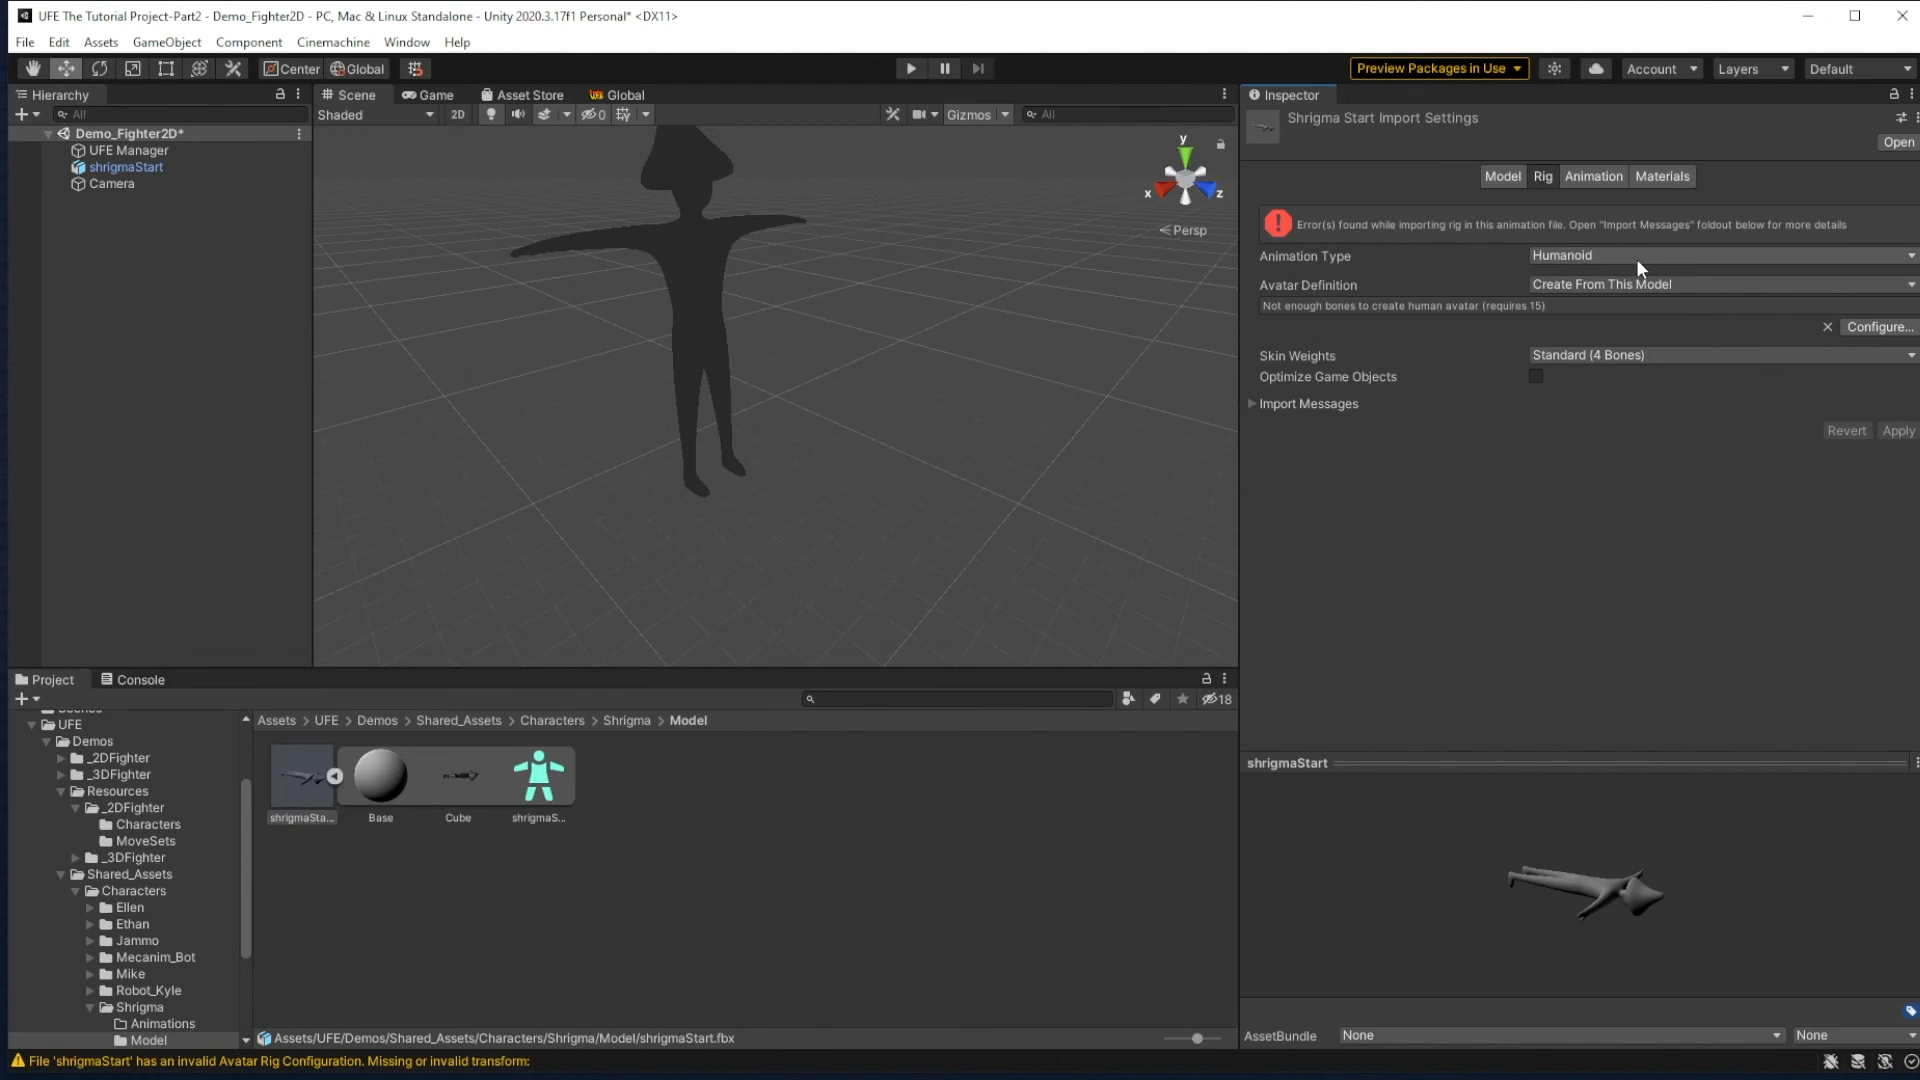 UFE The Tutorial Project-Part2 - Demo_Fighter2D - PC, Mac & Linux Standalone - Unity 2020.3.17f1 Personal* <DX11>
File Edit Assets GameObject Component Cinemachine Window Help
Center Global Preview Packages in Use Account Layers Default
Hierarchy Scene Game Asset Store Global Inspector
All Shaded 2D 0 Gizmos All Shrigma Start Import Settings
Demo_Fighter2D*
Open
UFE Manager
shrigmaStart
Camera
y
x
z
Persp
Model Rig Animation Materials
Error(s) found while importing rig in this animation file. Open "Import Messages" foldout below for more details
Animation Type Humanoid
Avatar Definition Create From This Model
Not enough bones to create human avatar (requires 15)
Configure...
Skin Weights Standard (4 Bones)
Optimize Game Objects
Import Messages
Revert Apply
Project Console
18
Assets > UFE > Demos > Shared_Assets > Characters > Shrigma > Model
UFE
Demos
_2DFighter
_3DFighter
Resources
_2DFighter
Characters
MoveSets
_3DFighter
Shared_Assets
Characters
Ellen
Ethan
Jammo
Mecanim_Bot
Mike
Robot_Kyle
Shrigma
Animations
Model
shrigmaSta... Base Cube shrigmaS...
Assets/UFE/Demos/Shared_Assets/Characters/Shrigma/Model/shrigmaStart.fbx
shrigmaStart
AssetBundle None None
File 'shrigmaStart' has an invalid Avatar Rig Configuration. Missing or invalid transform: